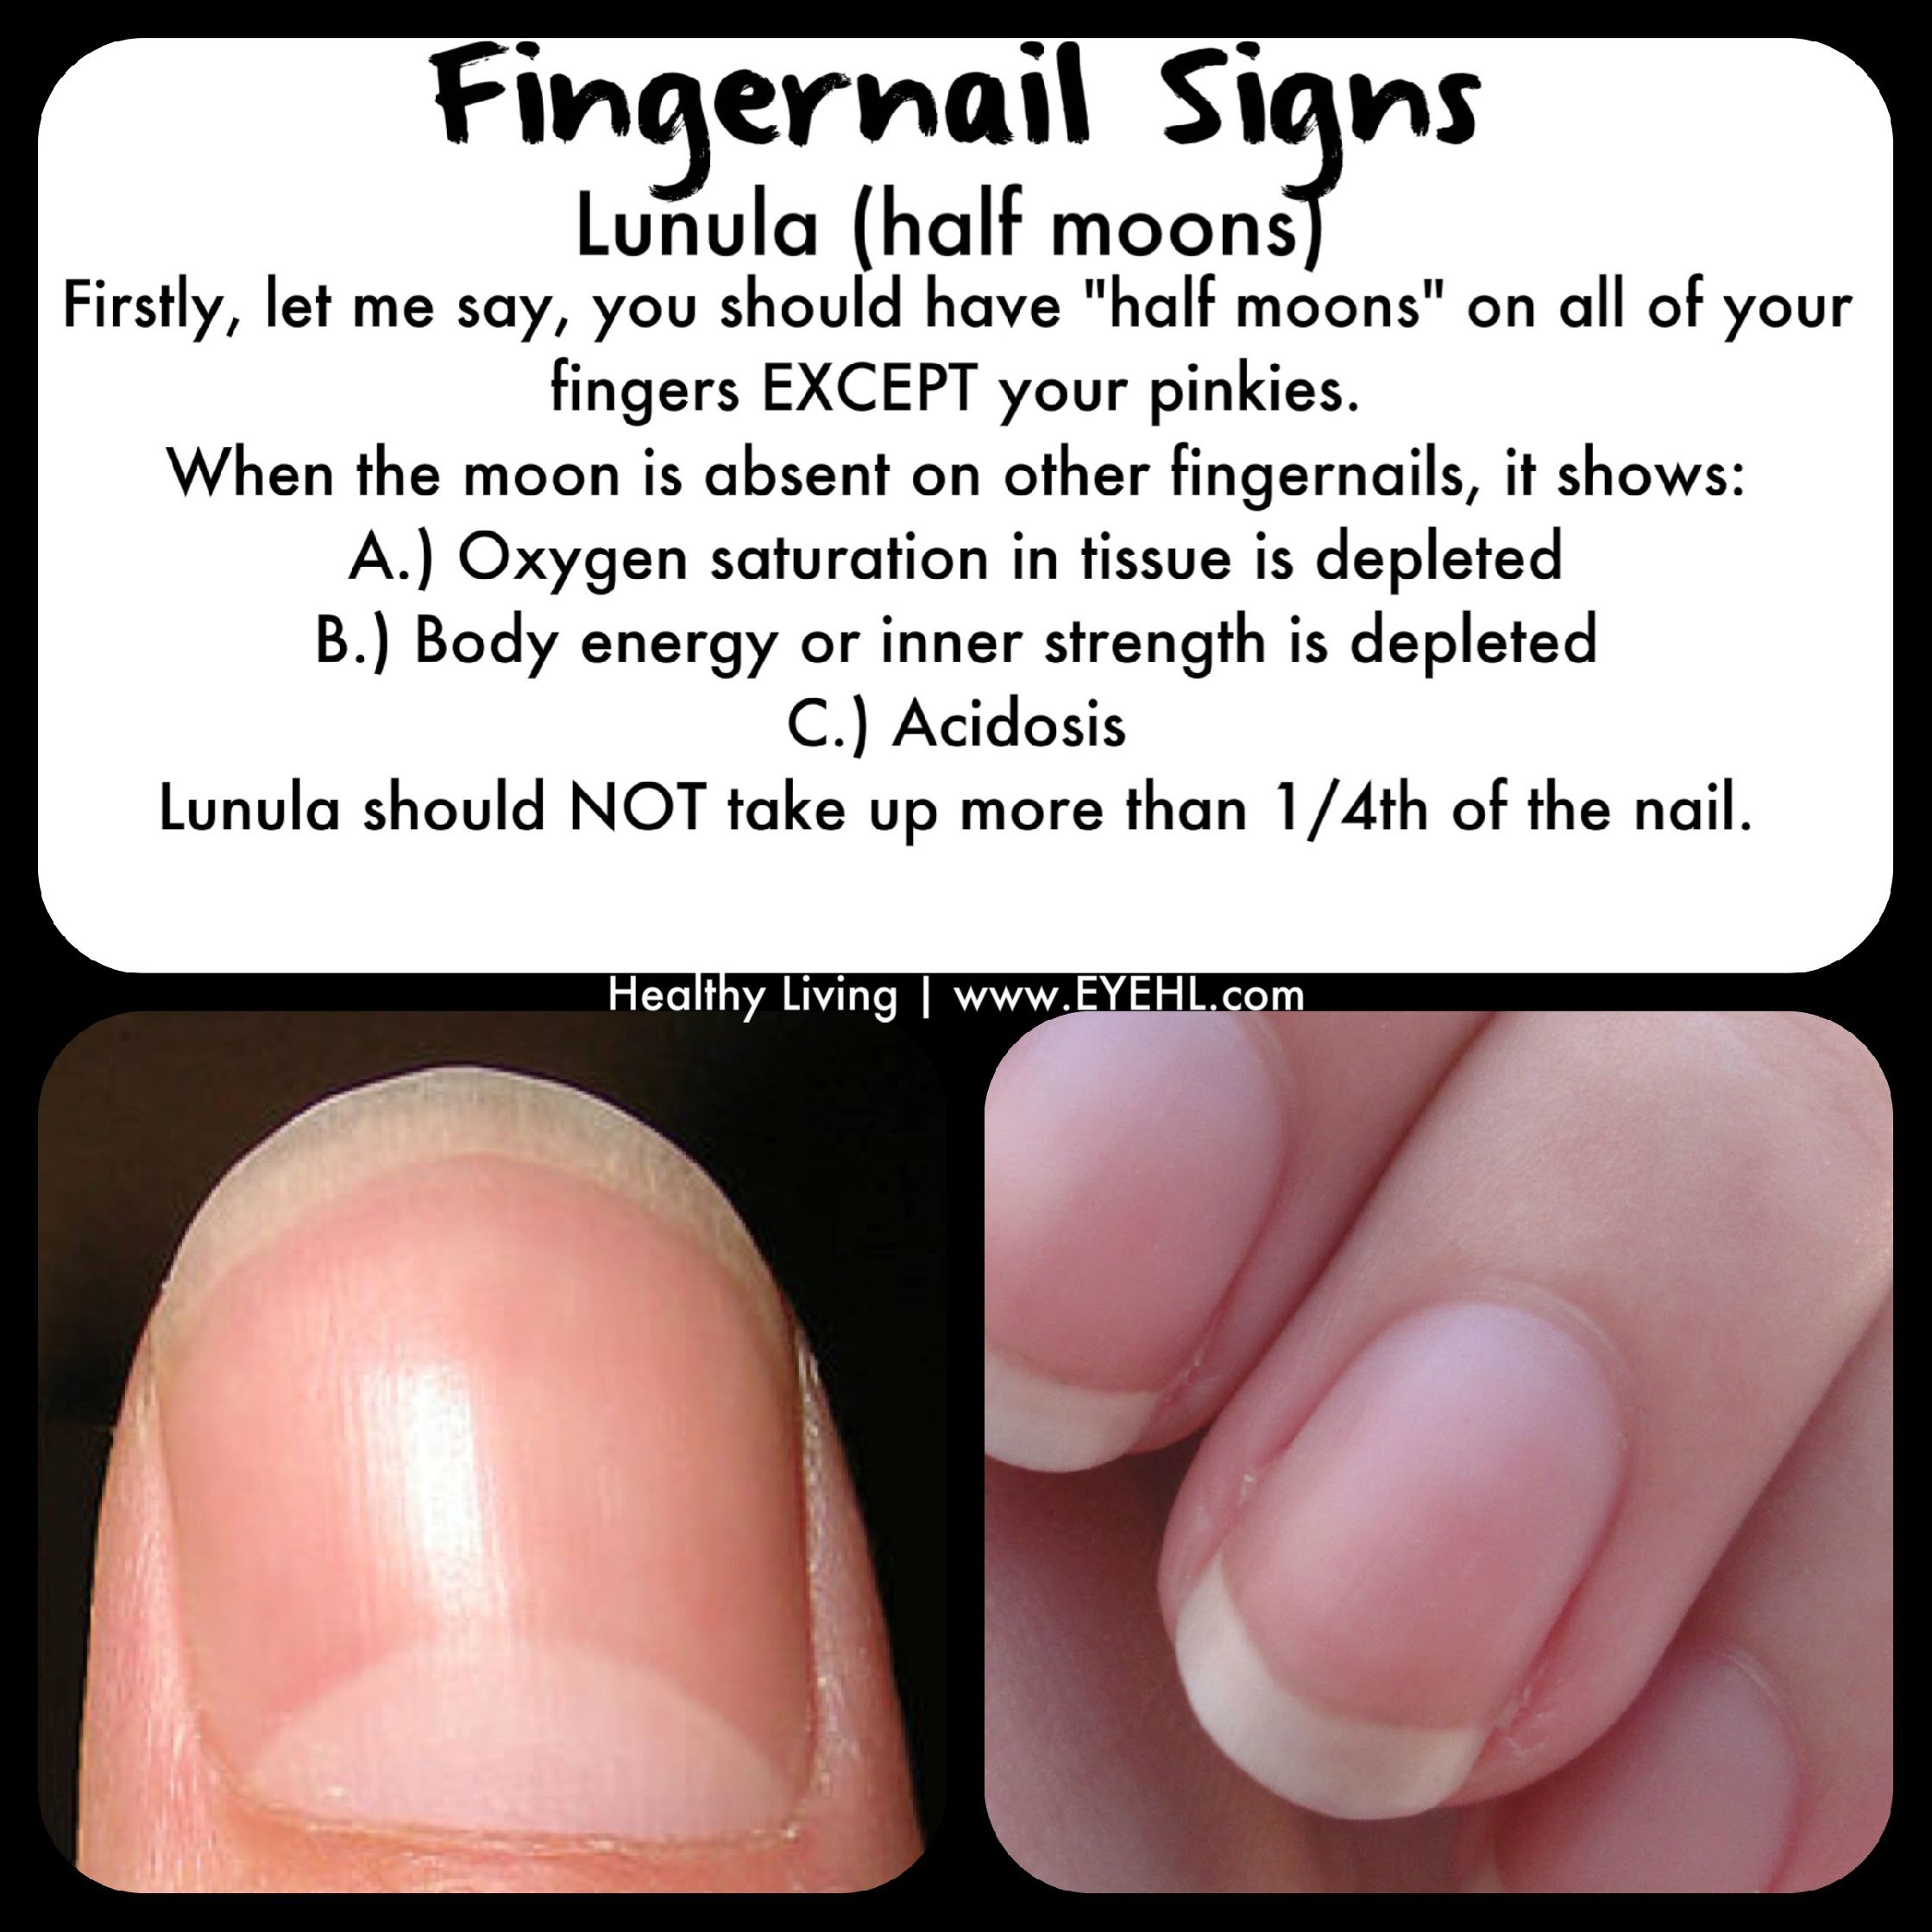 Fingernail Signs
Lunula (half moons)
Firstly, let me say, you should have "half moons" on all of your
fingers EXCEPT your pinkies.
When the moon is absent on other fingernails, it shows:
A.) Oxygen saturation in tissue is depleted
B.) Body energy or inner strength is depleted
C.) Acidosis
Lunula should NOT take up more than 1/4th of the nail.
Healthy Living | www.EYEHL.com